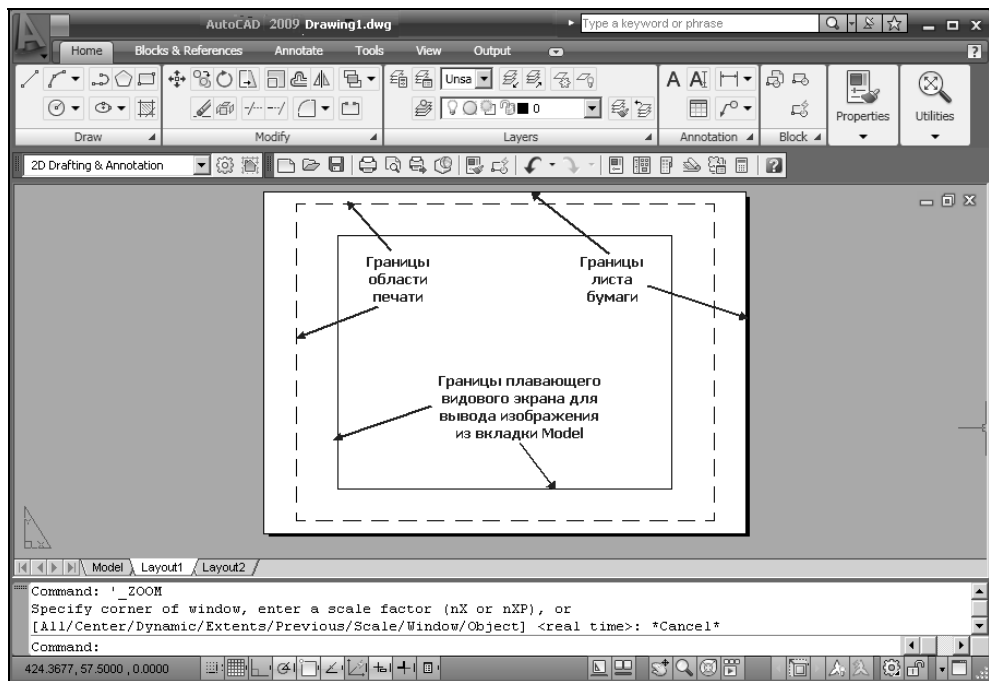 AutoCAD 2009 Drawing1.dwg
Type a keyword or phrase
Home Blocks & References Annotate Tools View Output
Unsa
A AI
0
Properties
Utilities
Draw Modify Layers Annotation Block
2D Drafting & Annotation
Границы
области
печати
Границы
листа
бумаги
Границы плавающего
видового экрана для
вывода изображения
из вкладки Model
Model Layout1 Layout2
Command: '_ZOOM
Specify corner of window, enter a scale factor (nX or nXP), or
[All/Center/Dynamic/Extents/Previous/Scale/Window/Object] <real time>: *Cancel*
Command:
424.3677, 57.5000 , 0.0000